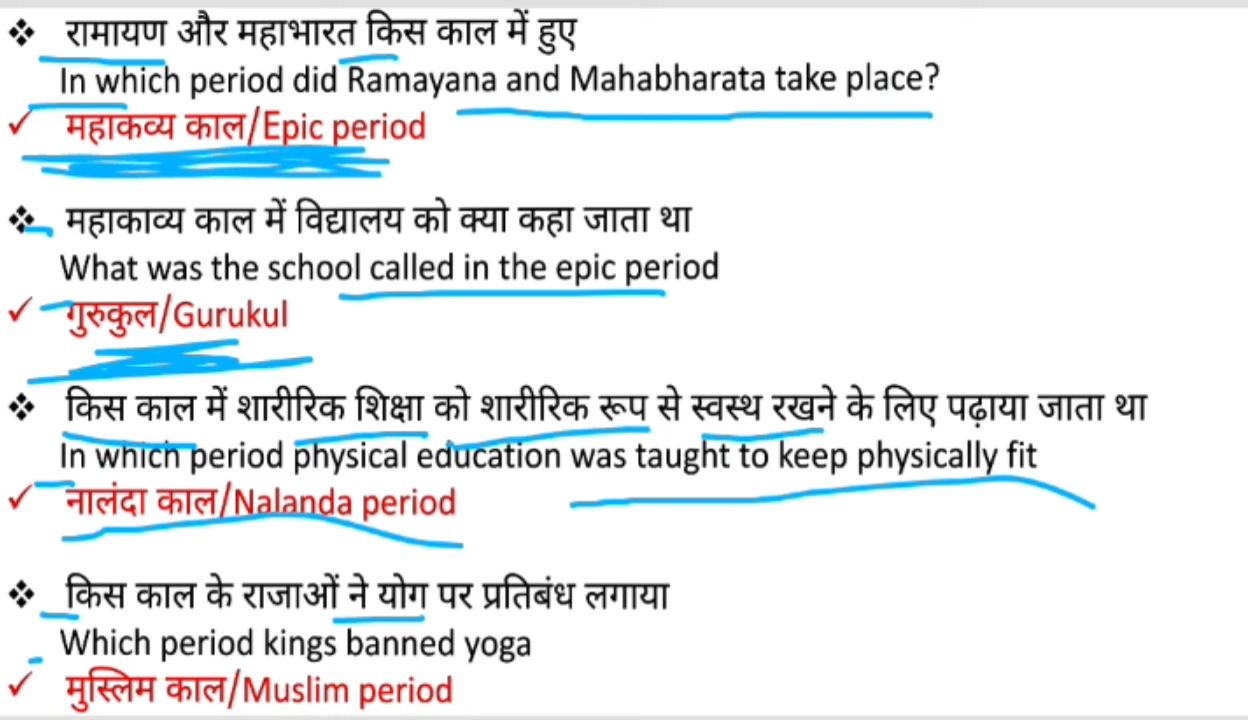 ❖ रामायण और महाभारत किस काल में हुए
In which period did Ramayana and Mahabharata take place?
✓ महाकव्य काल/Epic period
❖ महाकाव्य काल में विद्यालय को क्या कहा जाता था
What was the school called in the epic period
✓ गुरुकुल/Gurukul
❖ किस काल में शारीरिक शिक्षा को शारीरिक रूप से स्वस्थ रखने के लिए पढ़ाया जाता था
In which period physical education was taught to keep physically fit
✓ नालंदा काल/Nalanda period
❖ किस काल के राजाओं ने योग पर प्रतिबंध लगाया
Which period kings banned yoga
✓ मुस्लिम काल/Muslim period